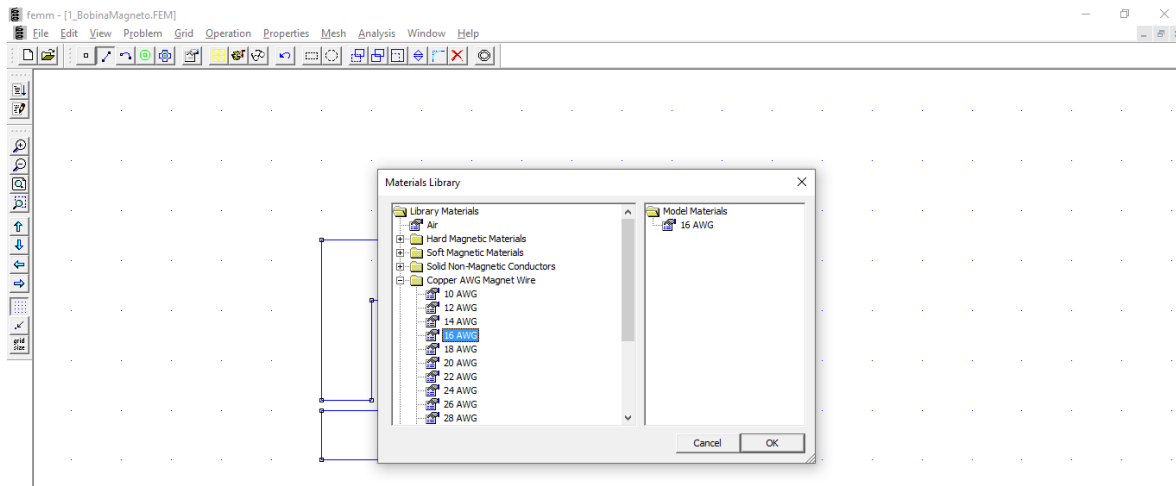 femm - [1_BobinaMagneto.FEM]
File Edit View Problem Grid Operation Properties Mesh Analysis Window Help
grid size
Materials Library
Library Materials
Air
Hard Magnetic Materials
Soft Magnetic Materials
Solid Non-Magnetic Conductors
Copper AWG Magnet Wire
10 AWG
12 AWG
14 AWG
16 AWG
18 AWG
20 AWG
22 AWG
24 AWG
26 AWG
28 AWG
Model Materials
16 AWG
Cancel OK